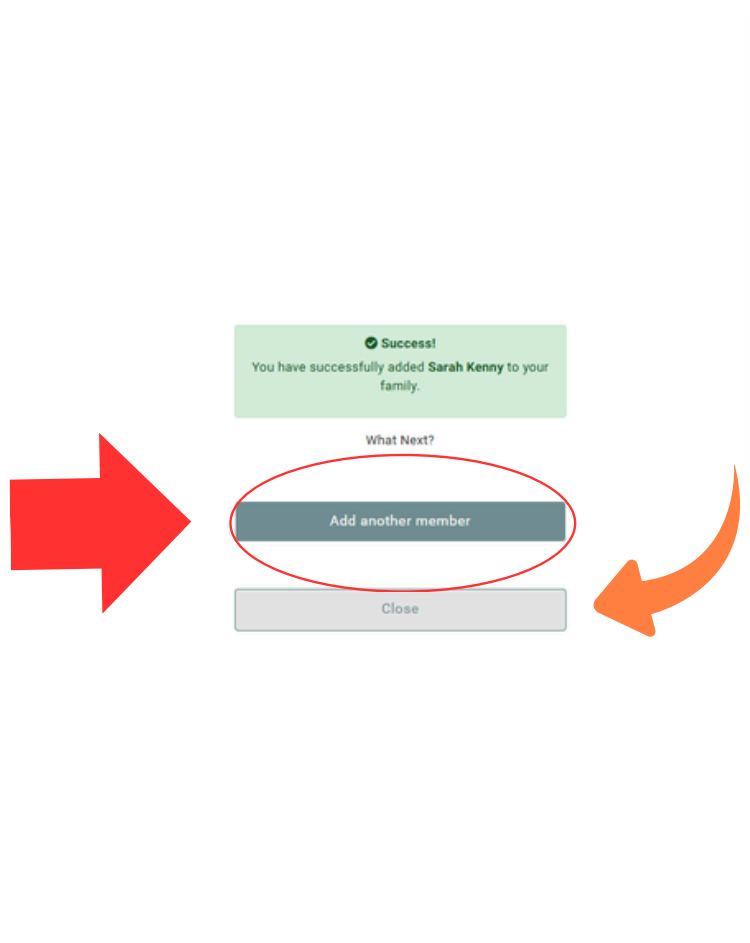 Success!
You have successfully added Sarah Kenny to your
family.
What Next?
Add another member
Close